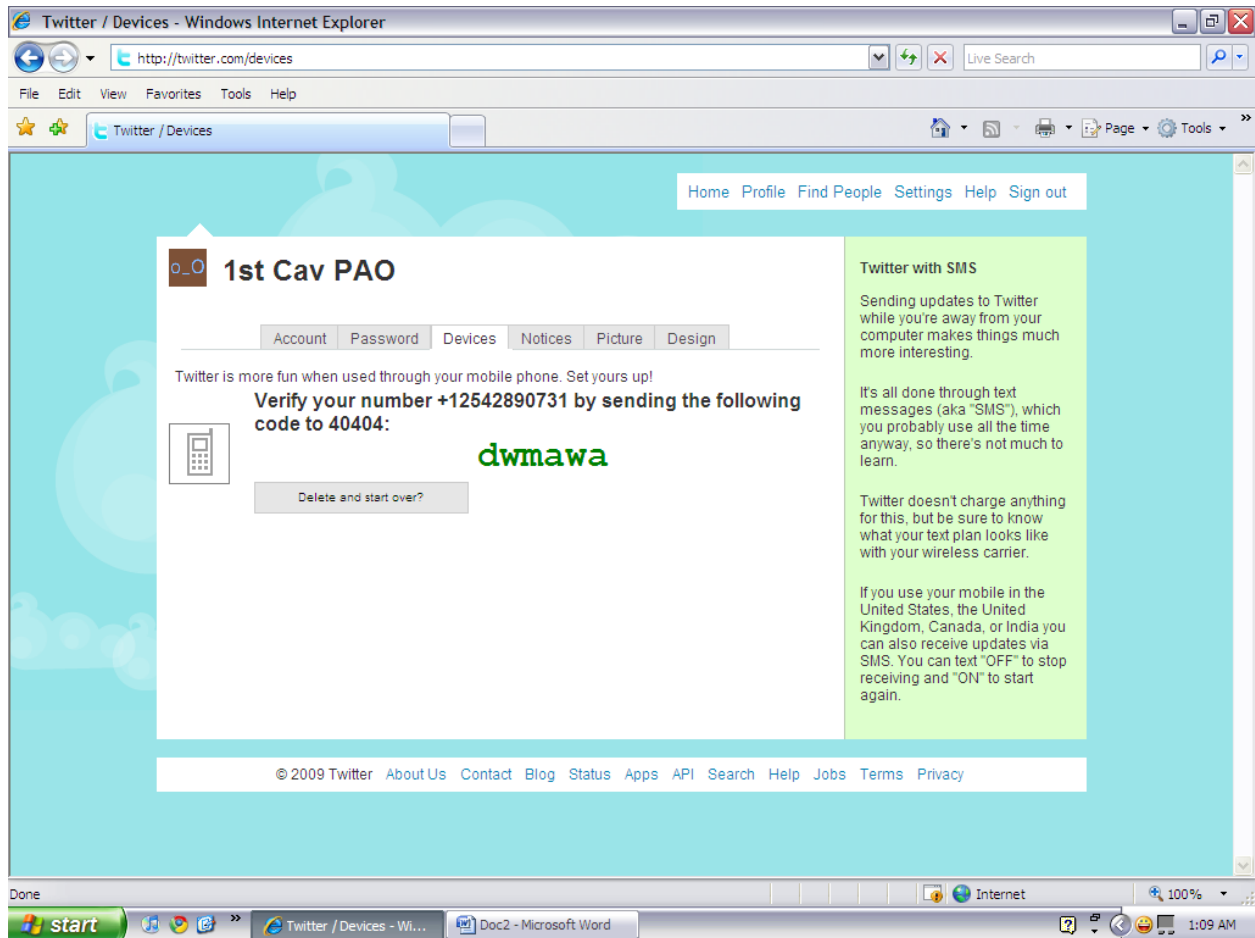 Twitter / Devices - Windows Internet Explorer
http://twitter.com/devices
Live Search
File Edit View Favorites Tools Help
Twitter / Devices
Page Tools
Home Profile Find People Settings Help Sign out
o_O 1st Cav PAO
Account Password Devices Notices Picture Design
Twitter is more fun when used through your mobile phone. Set yours up!
Verify your number +12542890731 by sending the following
code to 40404:
dwmawa
Delete and start over?
Twitter with SMS
Sending updates to Twitter
while you're away from your
computer makes things much
more interesting.
It's all done through text
messages (aka "SMS"), which
you probably use all the time
anyway, so there's not much to
learn.
Twitter doesn't charge anything
for this, but be sure to know
what your text plan looks like
with your wireless carrier.
If you use your mobile in the
United States, the United
Kingdom, Canada, or India you
can also receive updates via
SMS. You can text "OFF" to stop
receiving and "ON" to start
again.
© 2009 Twitter About Us Contact Blog Status Apps API Search Help Jobs Terms Privacy
Done
Internet
100%
start
Twitter / Devices - Wi...
Doc2 - Microsoft Word
1:09 AM